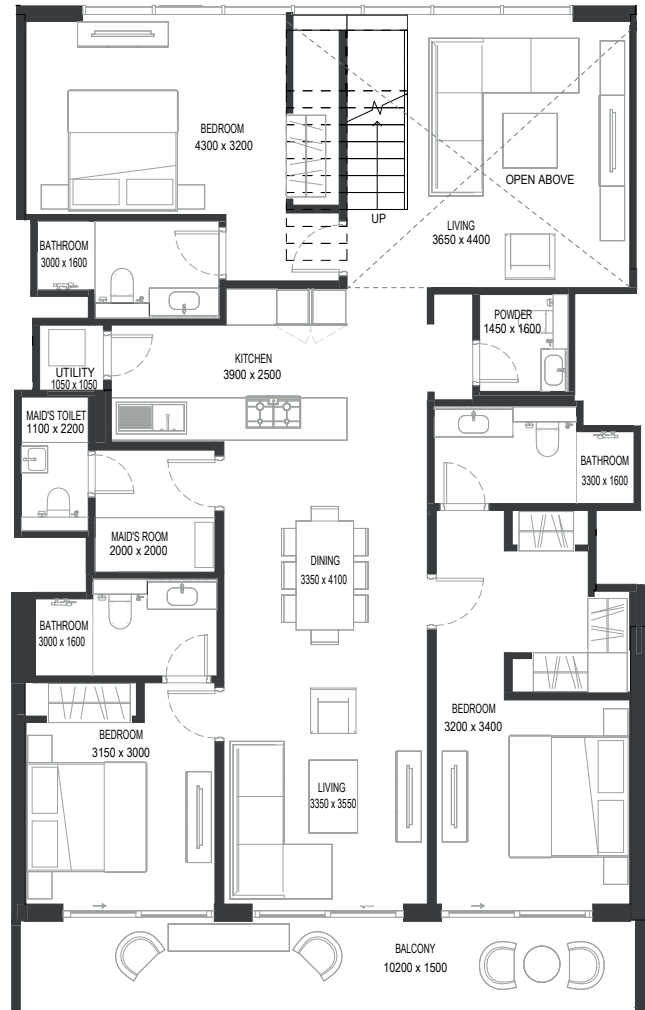 BEDROOM
4300 x 3200
OPEN ABOVE
UP
LIVING
3650 x 4400
BATHROOM
3000 x 1600
POWDER
1450 x 1600
KITCHEN
3900 x 2500
UTILITY
1050 x 1050
MAID'S TOILET
1100 x 2200
BATHROOM
3300 x 1600
MAID'S ROOM
2000 x 2000
DINING
3350 x 4100
BATHROOM
3000 x 1600
BEDROOM
3150 x 3000
BEDROOM
3200 x 3400
LIVING
3350 x 3550
BALCONY
10200 x 1500